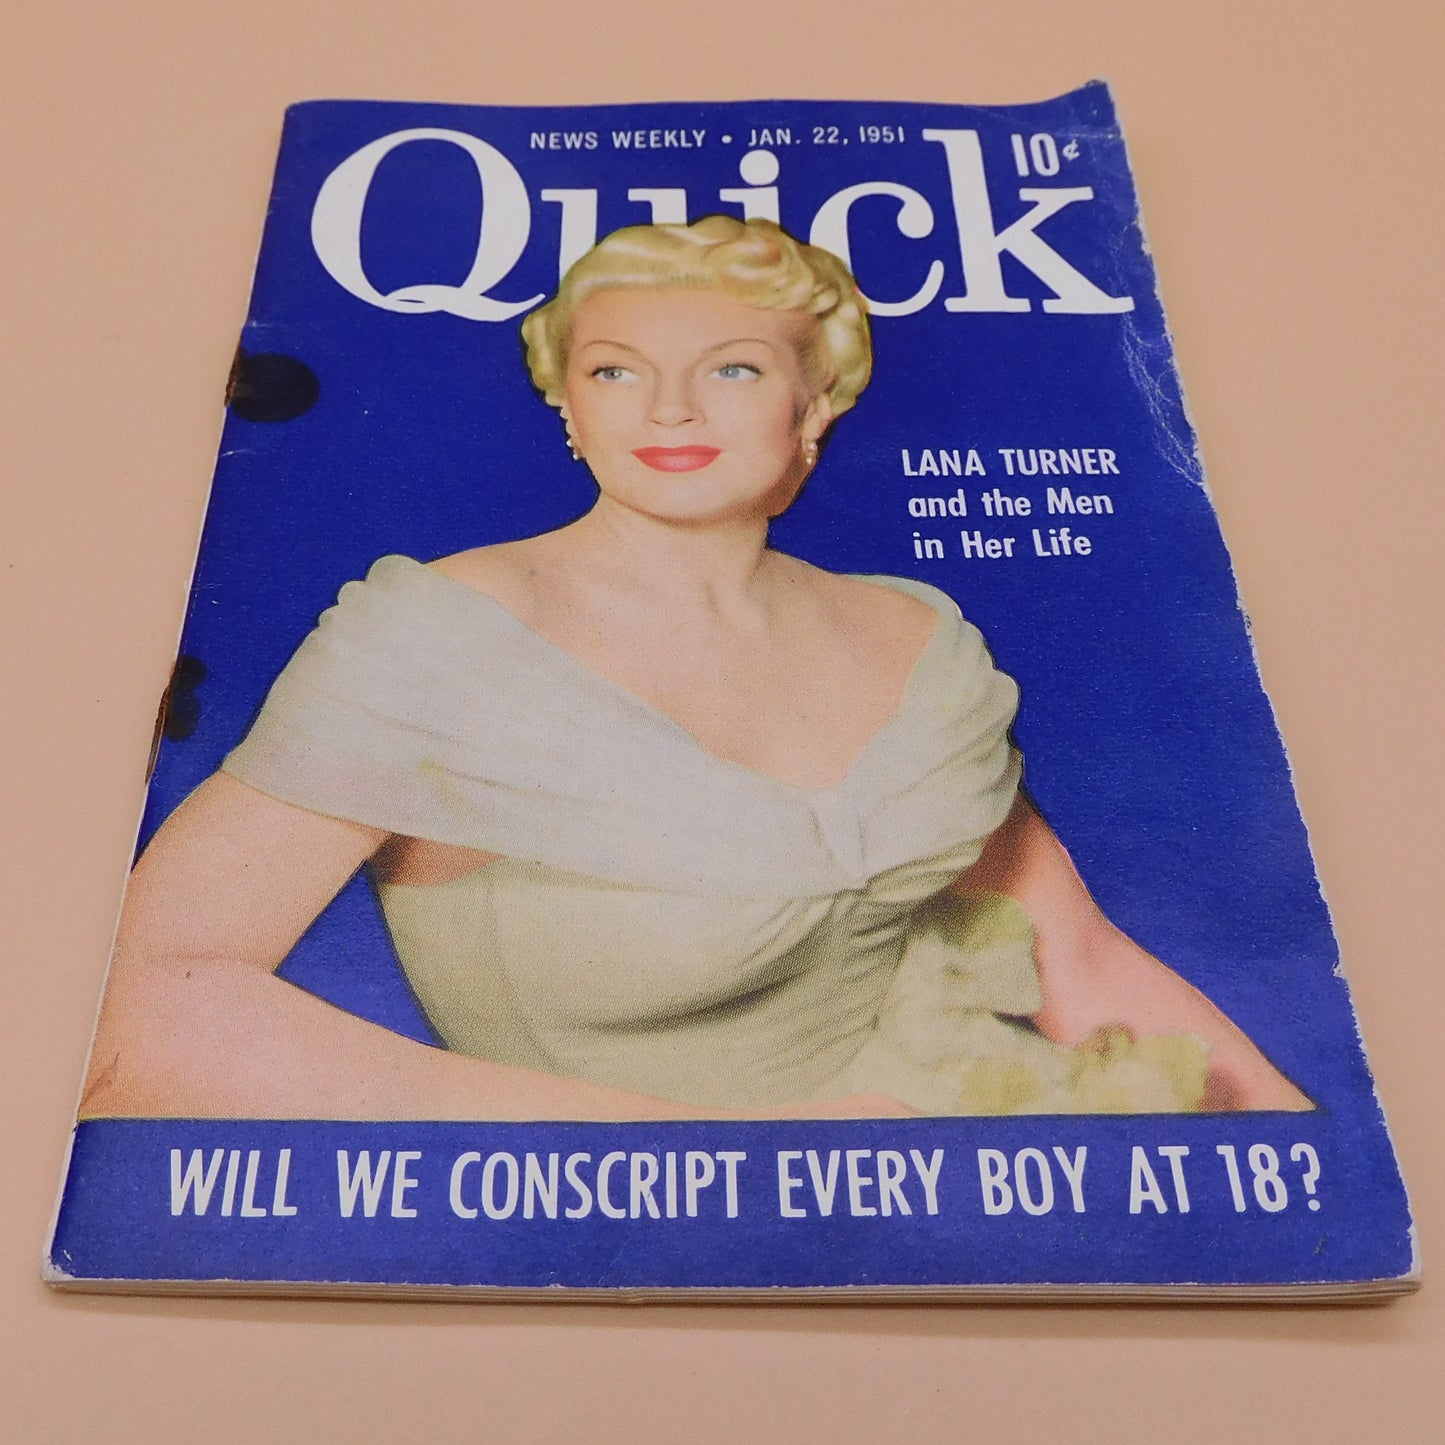 NEWS WEEKLY • JAN. 22, 1951
10¢
Quick
LANA TURNER
and the Men
in Her Life
WILL WE CONSCRIPT EVERY BOY AT 18?